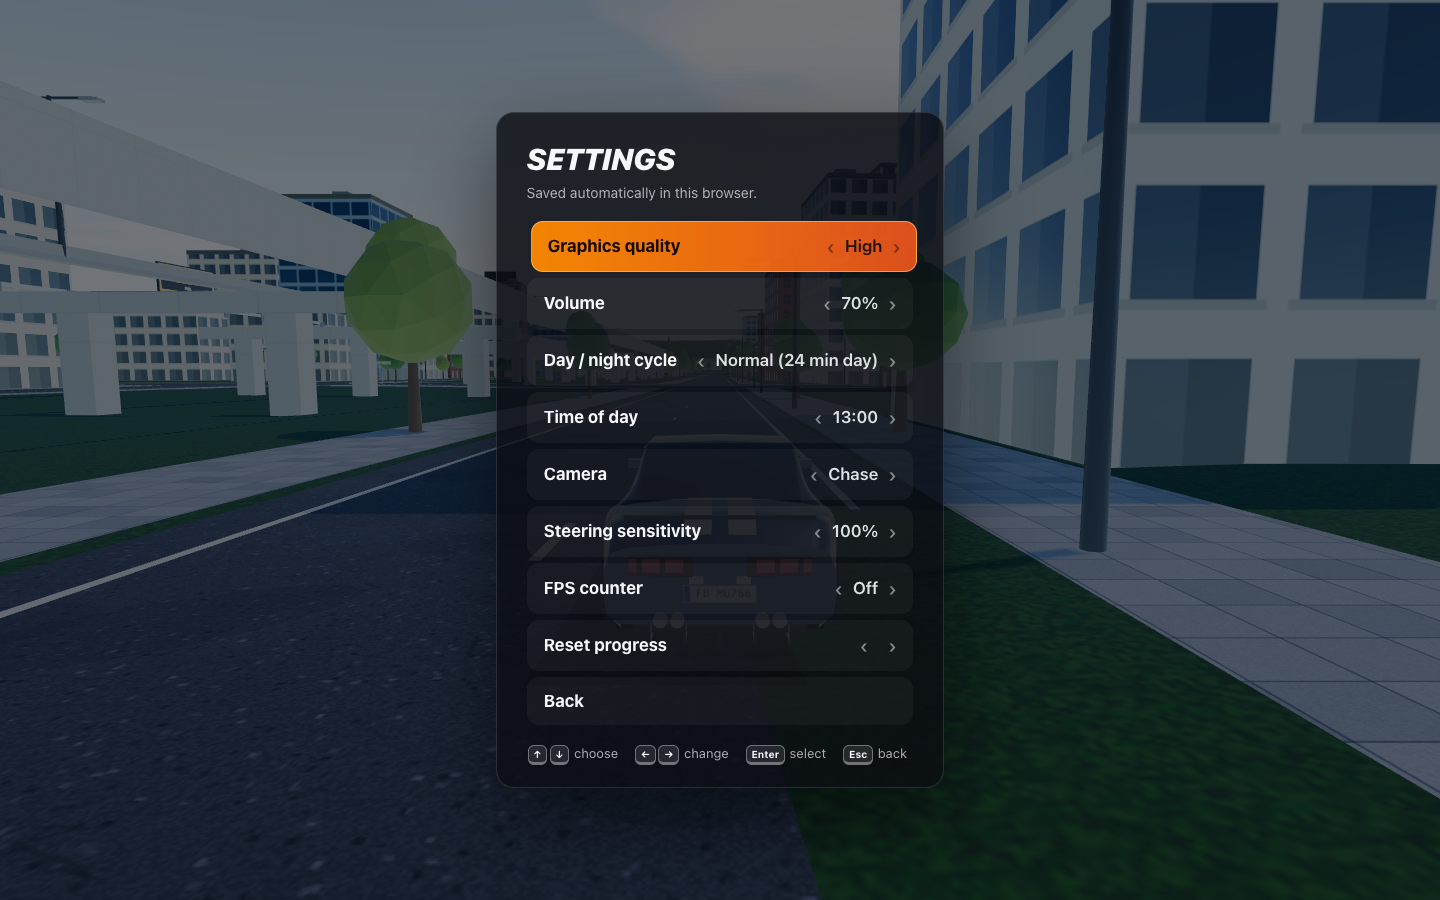 SETTINGS
Saved automatically in this browser.
Graphics quality ‹ High ›
Volume ‹ 70% ›
Day / night cycle ‹ Normal (24 min day) ›
Time of day ‹ 13:00 ›
Camera ‹ Chase ›
Steering sensitivity ‹ 100% ›
FPS counter ‹ Off ›
Reset progress ‹ ›
Back
↑ ↓ choose ← → change Enter select Esc back